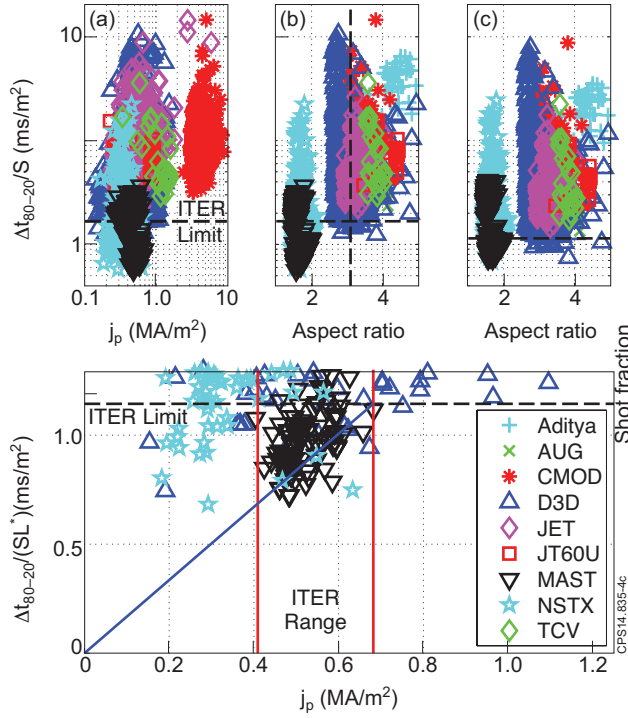 (a)
(b)
(c)
10
1
Δt80–20/S (ms/m²)
ITER
Limit
0.1 1.0 10
2 4
2 4
jp (MA/m²)
Aspect ratio
Aspect ratio
Shot fraction
ITER Limit
1.0
0.5
0
Δt80–20/(SL*)(ms/m²)
ITER
Range
Aditya
AUG
CMOD
D3D
JET
JT60U
MAST
NSTX
TCV
CPS14.835-4c
0 0.2 0.4 0.6 0.8 1.0 1.2
jp (MA/m²)